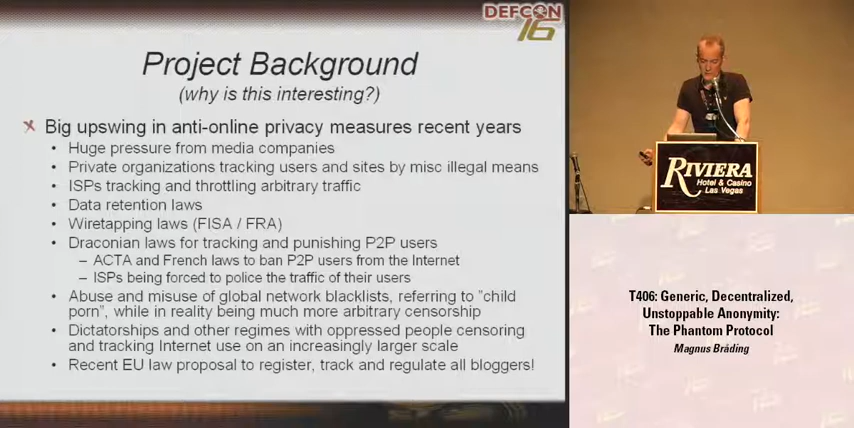 DEFCON
16
Project Background
(why is this interesting?)
Big upswing in anti-online privacy measures recent years
Huge pressure from media companies
Private organizations tracking users and sites by misc illegal means
ISPs tracking and throttling arbitrary traffic
Data retention laws
Wiretapping laws (FISA / FRA)
Draconian laws for tracking and punishing P2P users
– ACTA and French laws to ban P2P users from the Internet
– ISPs being forced to police the traffic of their users
Abuse and misuse of global network blacklists, referring to "child
porn", while in reality being much more arbitrary censorship
Dictatorships and other regimes with oppressed people censoring
and tracking Internet use on an increasingly larger scale
Recent EU law proposal to register, track and regulate all bloggers!
RIVIERA
Hotel & Casino
Las Vegas
T406: Generic, Decentralized,
Unstoppable Anonymity:
The Phantom Protocol
Magnus Bråding